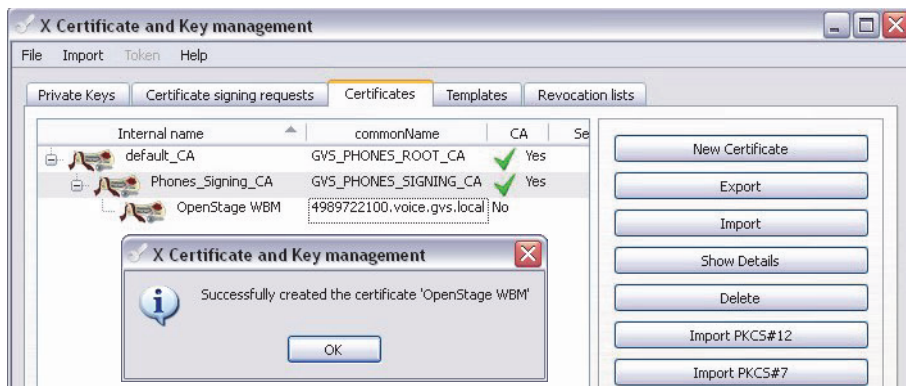 X Certificate and Key management
File Import Token Help
Private Keys Certificate signing requests Certificates Templates Revocation lists
Internal name commonName CA Se
default_CA GVS_PHONES_ROOT_CA Yes
Phones_Signing_CA GVS_PHONES_SIGNING_CA Yes
OpenStage WBM 4989722100.voice.gvs.local No
X Certificate and Key management
Successfully created the certificate 'OpenStage WBM'
OK
New Certificate
Export
Import
Show Details
Delete
Import PKCS#12
Import PKCS#7